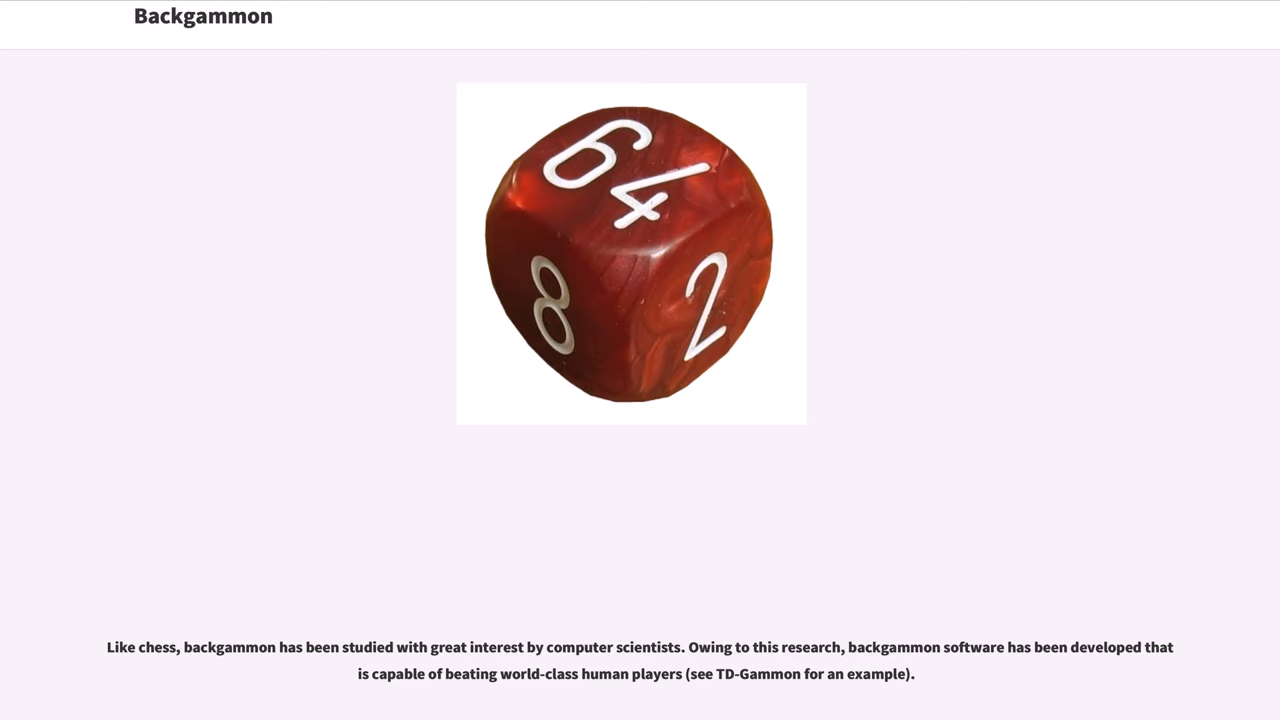 Backgammon
64
8
2
Like chess, backgammon has been studied with great interest by computer scientists. Owing to this research, backgammon software has been developed that
is capable of beating world-class human players (see TD-Gammon for an example).